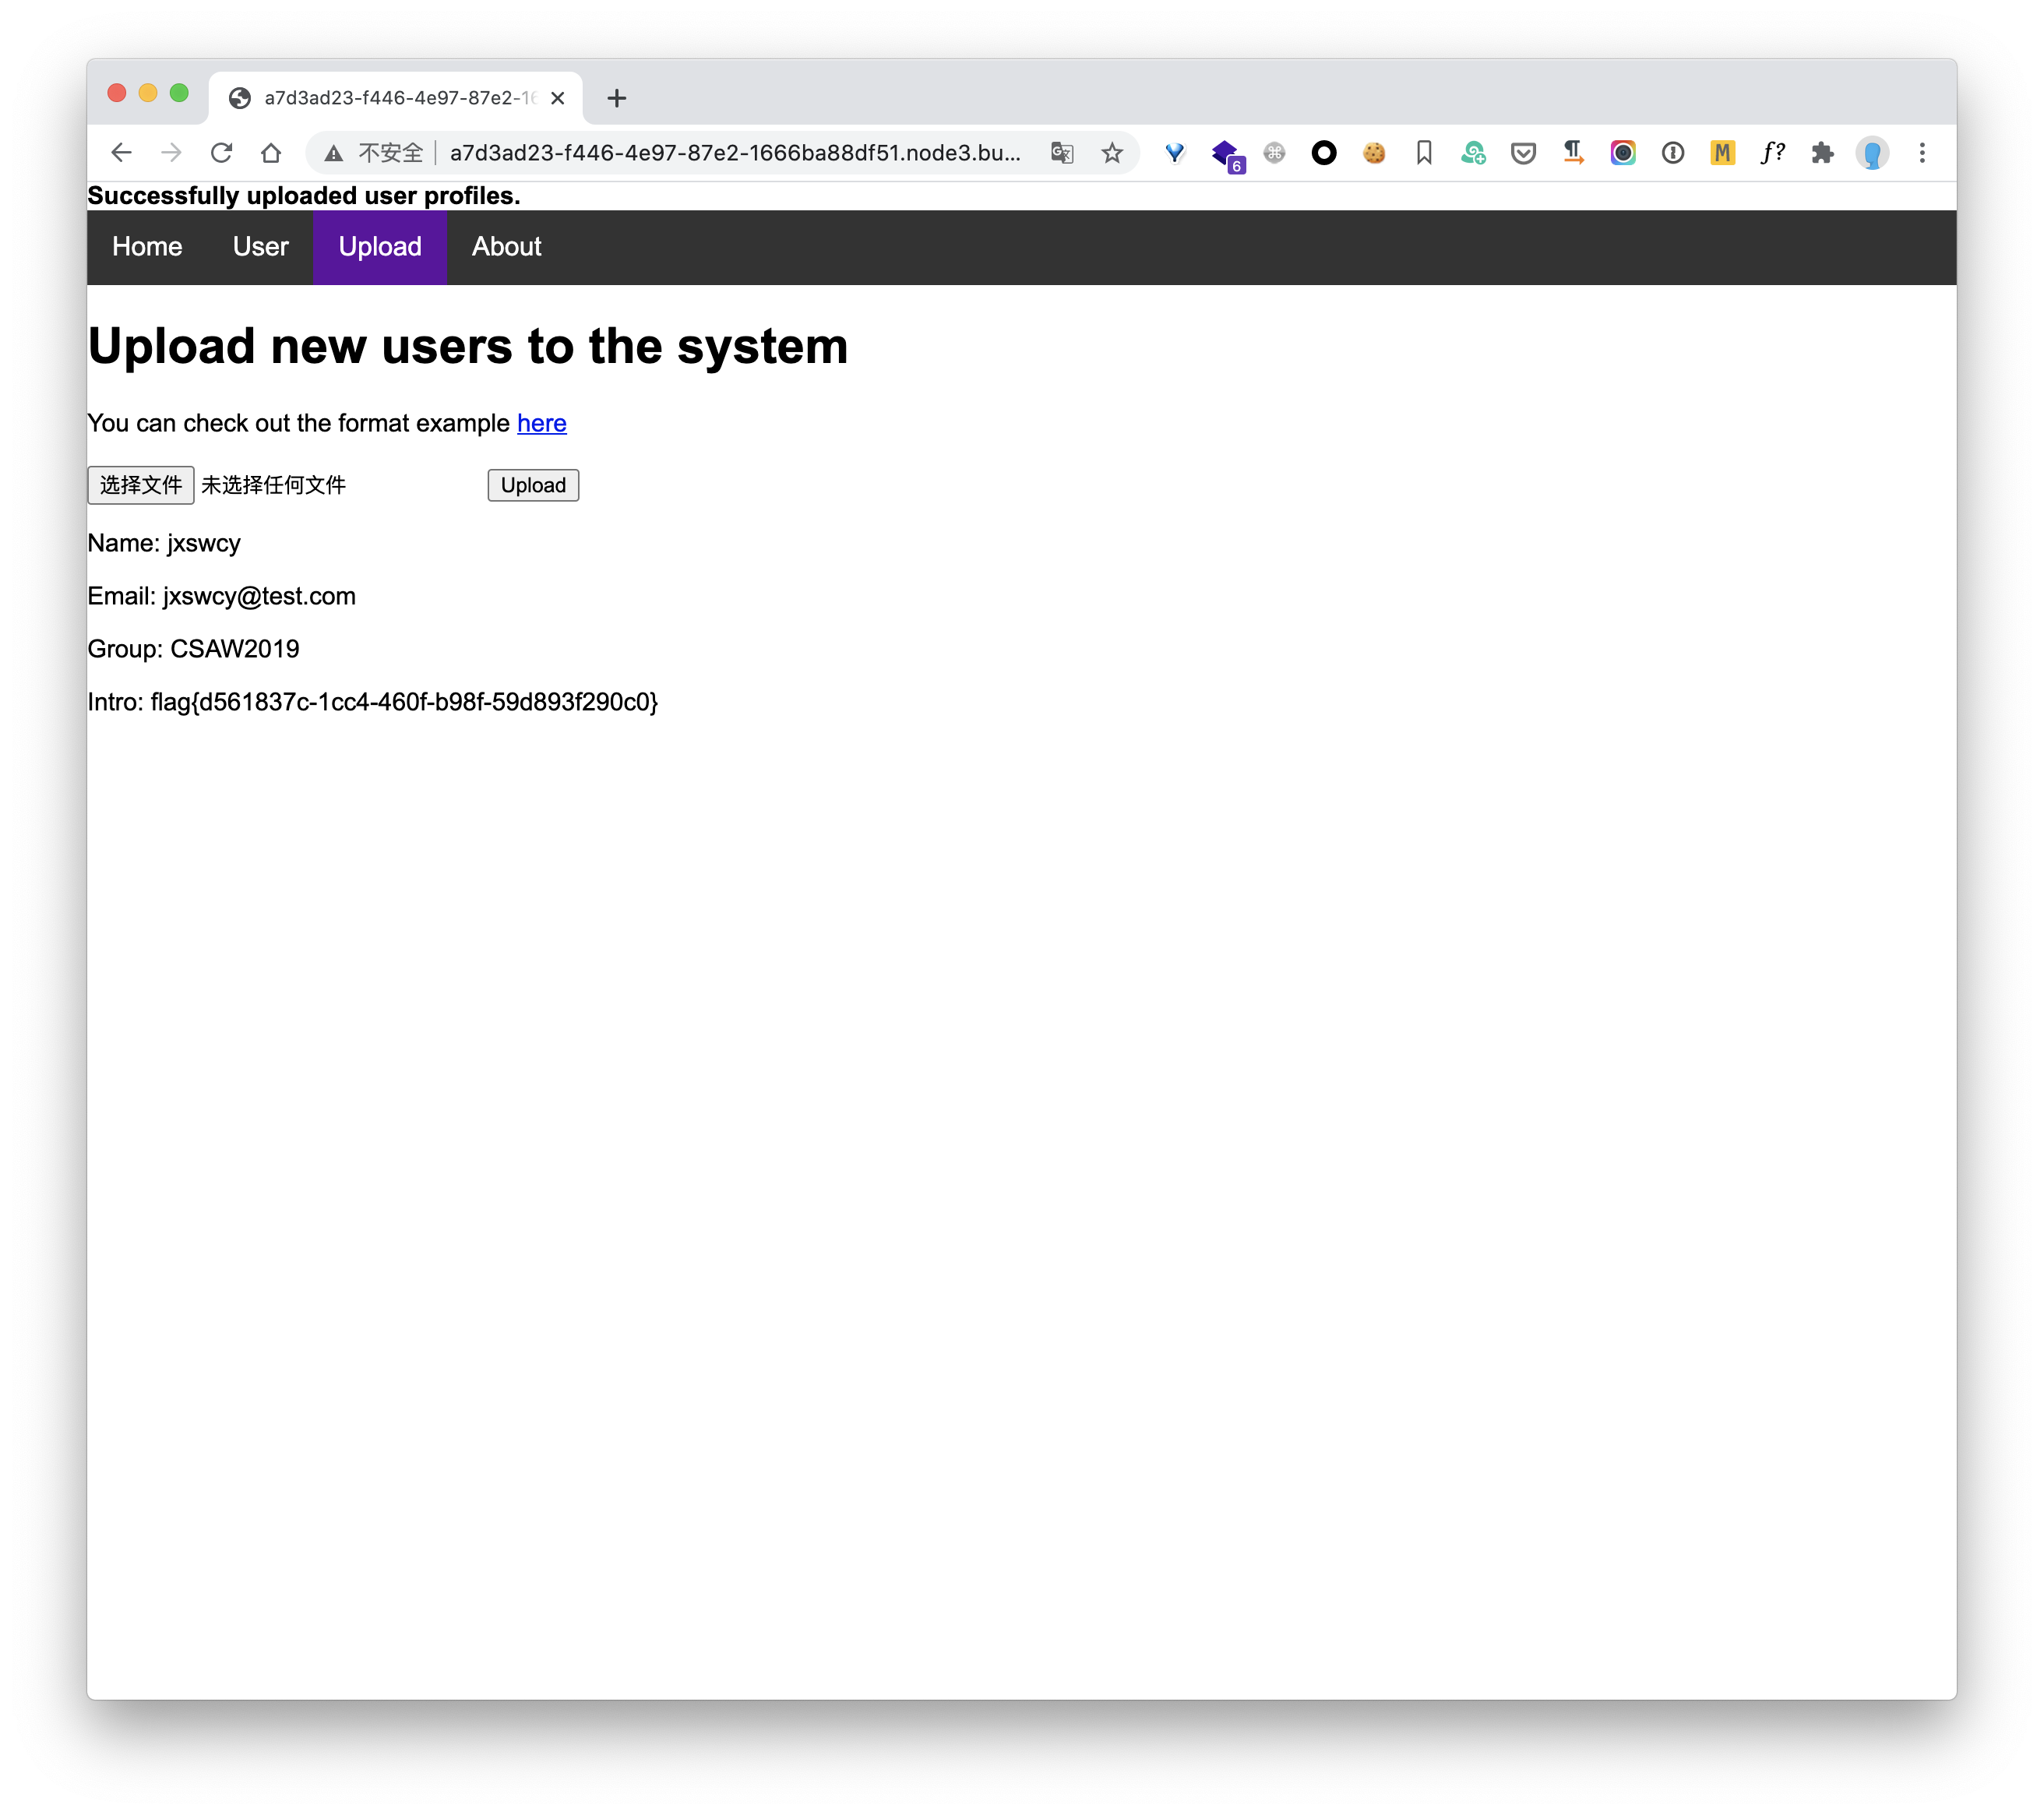 a7d3ad23-f446-4e97-87e2-16
不安全 a7d3ad23-f446-4e97-87e2-1666ba88df51.node3.bu...
6
M
ƒ?
Successfully uploaded user profiles.
Home User Upload About
Upload new users to the system
You can check out the format example here
选择文件 未选择任何文件 Upload
Name: jxswcy
Email: jxswcy@test.com
Group: CSAW2019
Intro: flag{d561837c-1cc4-460f-b98f-59d893f290c0}